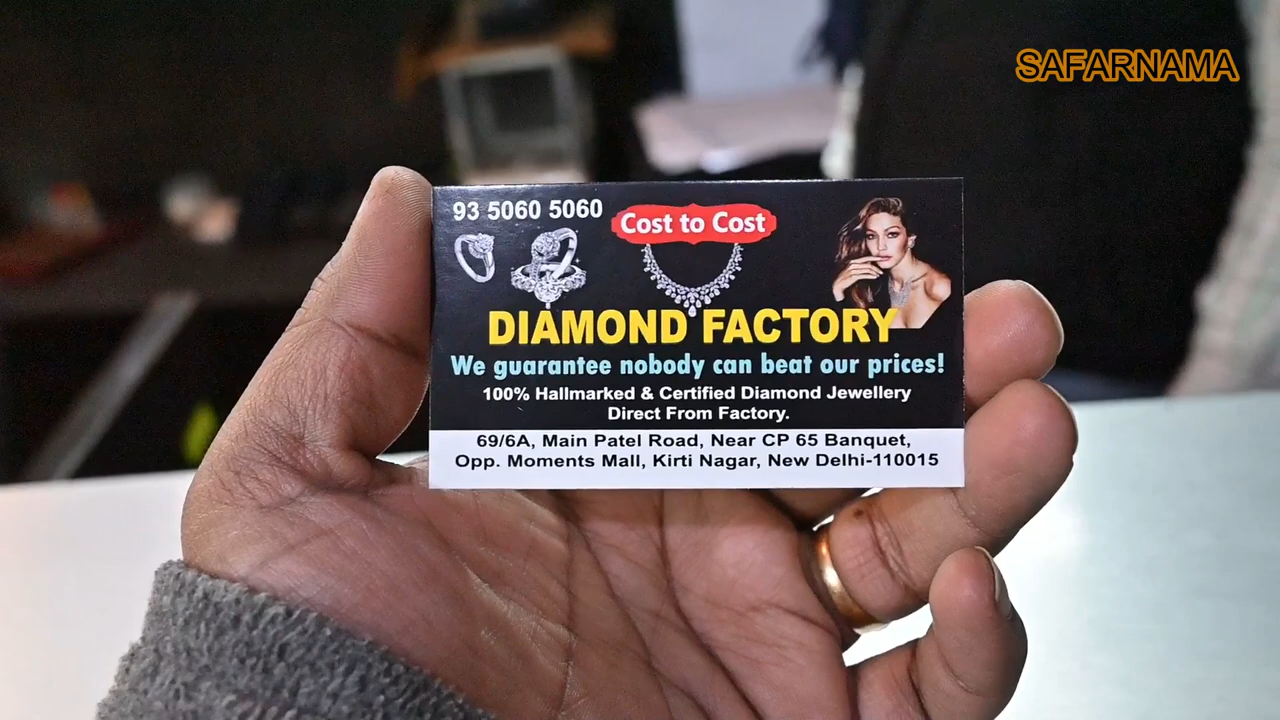 SAFARNAMA
93 5060 5060
Cost to Cost
DIAMOND FACTORY
We guarantee nobody can beat our prices!
100% Hallmarked & Certified Diamond Jewellery
Direct From Factory.
69/6A, Main Patel Road, Near CP 65 Banquet,
Opp. Moments Mall, Kirti Nagar, New Delhi-110015